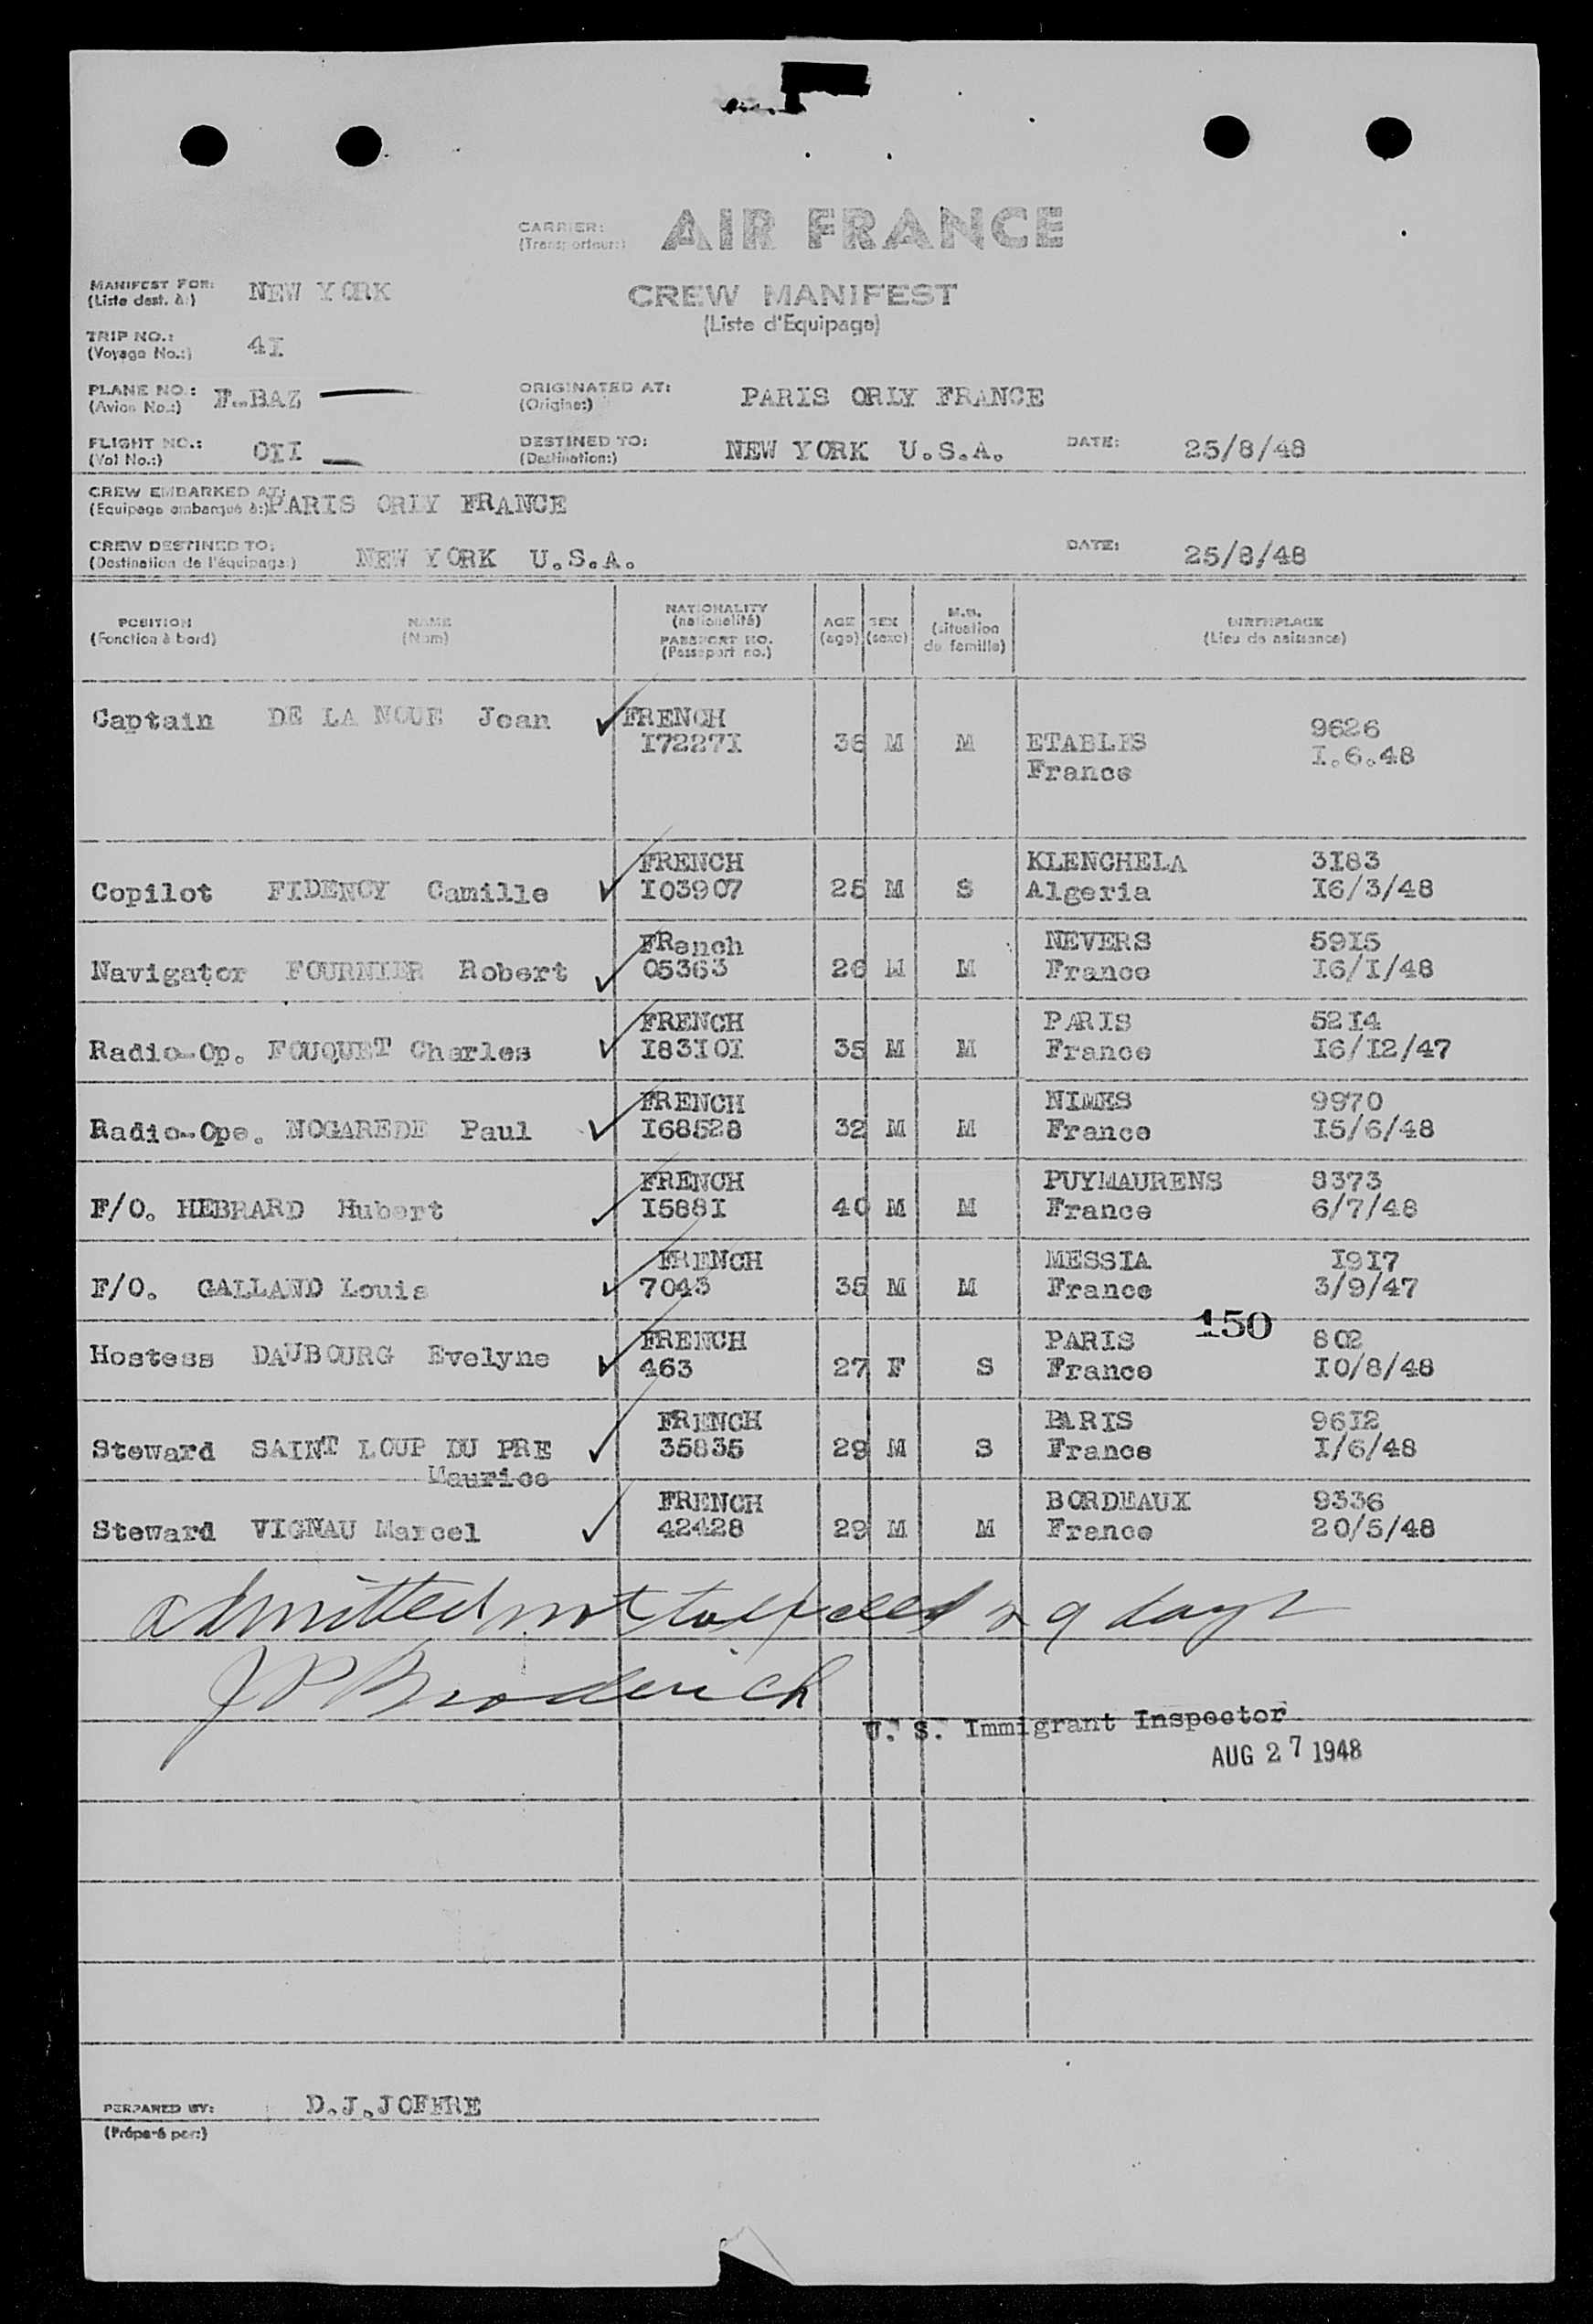 CARRIER: AIR FRANCE
(Transporteur:)
MANIFEST FOR: NEW YORK
(Liste dest. à:)
CREW MANIFEST
(Liste d'Equipage)
TRIP NO.: 4I
(Voyage No.:)
PLANE NO.: F-BAZ
(Avion No.:)
ORIGINATED AT: PARIS ORLY FRANCE
(Origine:)
FLIGHT NO.: OII
(Vol No.:)
DESTINED TO: NEW YORK U.S.A. DATE: 25/8/48
(Destination:)
CREW EMBARKED AT: PARIS ORLY FRANCE
(Equipage embarqué à:)
CREW DESTINED TO: NEW YORK U.S.A. DATE: 25/8/48
(Destination de l'équipage:)
POSITION NAME NATIONALITY AGE SEX M.S. BIRTHPLACE
(Fonction à bord) (Nom) (nationalité) (age) (sexe) (situation de famille) (Lieu de naissance)
PASSPORT NO.
(Passeport no.)
Captain DE LA NOUE Jean FRENCH 9626
I7227I 36 M M ETABLES I.6.48
France
FRENCH KLENCHELA 3I83
Copilot FIDENCY Camille I03907 28 M S Algeria I6/3/48
FRench NEVERS 59I5
Navigator FOURNIER Robert 05363 26 M M France I6/I/48
FRENCH PARIS 52I4
Radio-Op. FOUQUET Charles I83I0I 35 M M France I6/I2/47
FRENCH NIMES 9970
Radio-Ope. NOGAREDE Paul I68528 32 M M France I5/6/48
FRENCH PUYMAURENS 8373
F/O. HEBRARD Hubert I588I 40 M M France 6/7/48
FRENCH MESSIA I9I7
F/O. GALLAND Louis 7043 35 M M France 3/9/47
150
FRENCH PARIS 802
Hostess DAUBOURG Evelyne 463 27 F S France I0/8/48
FRENCH PARIS 96I2
Steward SAINT LOUP DU PRE 35835 29 M S France I/6/48
Maurice
FRENCH BORDEAUX 9336
Steward VIGNAU Marcel 42428 29 M M France 20/5/48
admitted not to exceed 29 days
J P Broderick
U. S. Immigrant Inspector
AUG 27 1948
PERPARED BY: D.J.JOFFRE
(Préparé par:)